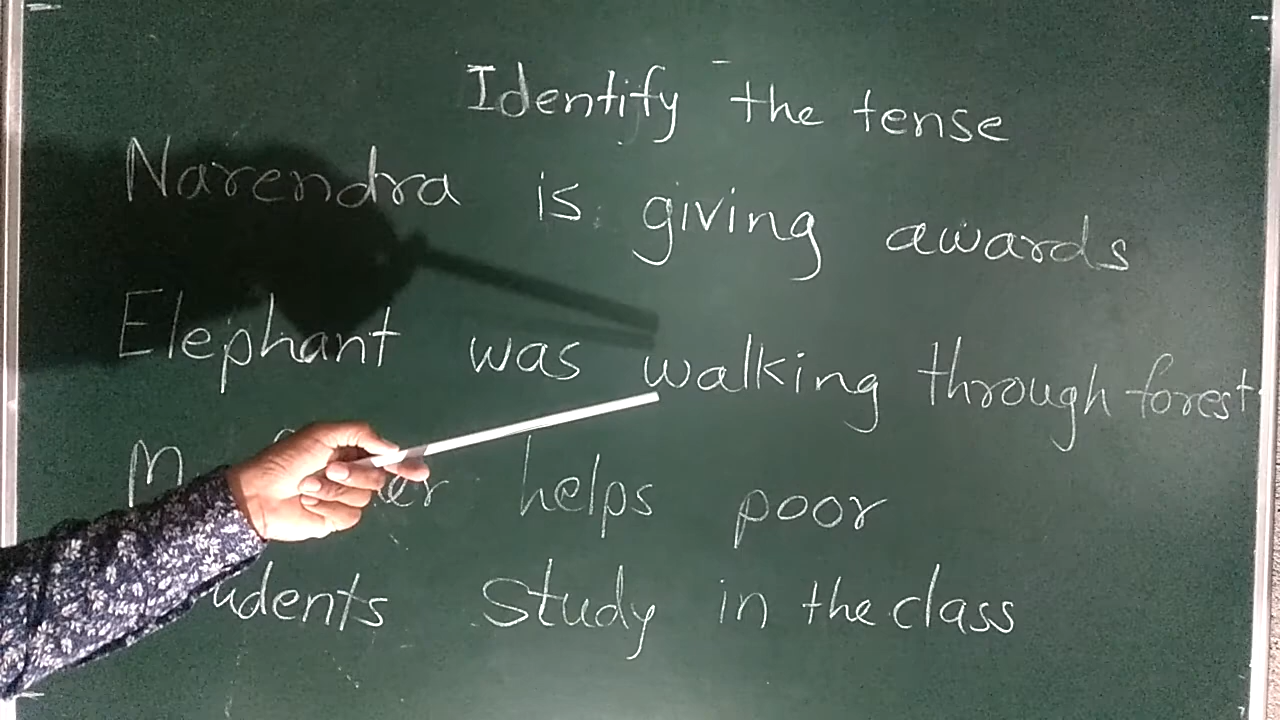 Identify the tense
Narendra is giving awards
Elephant was walking through forest
helps poor
study in the class